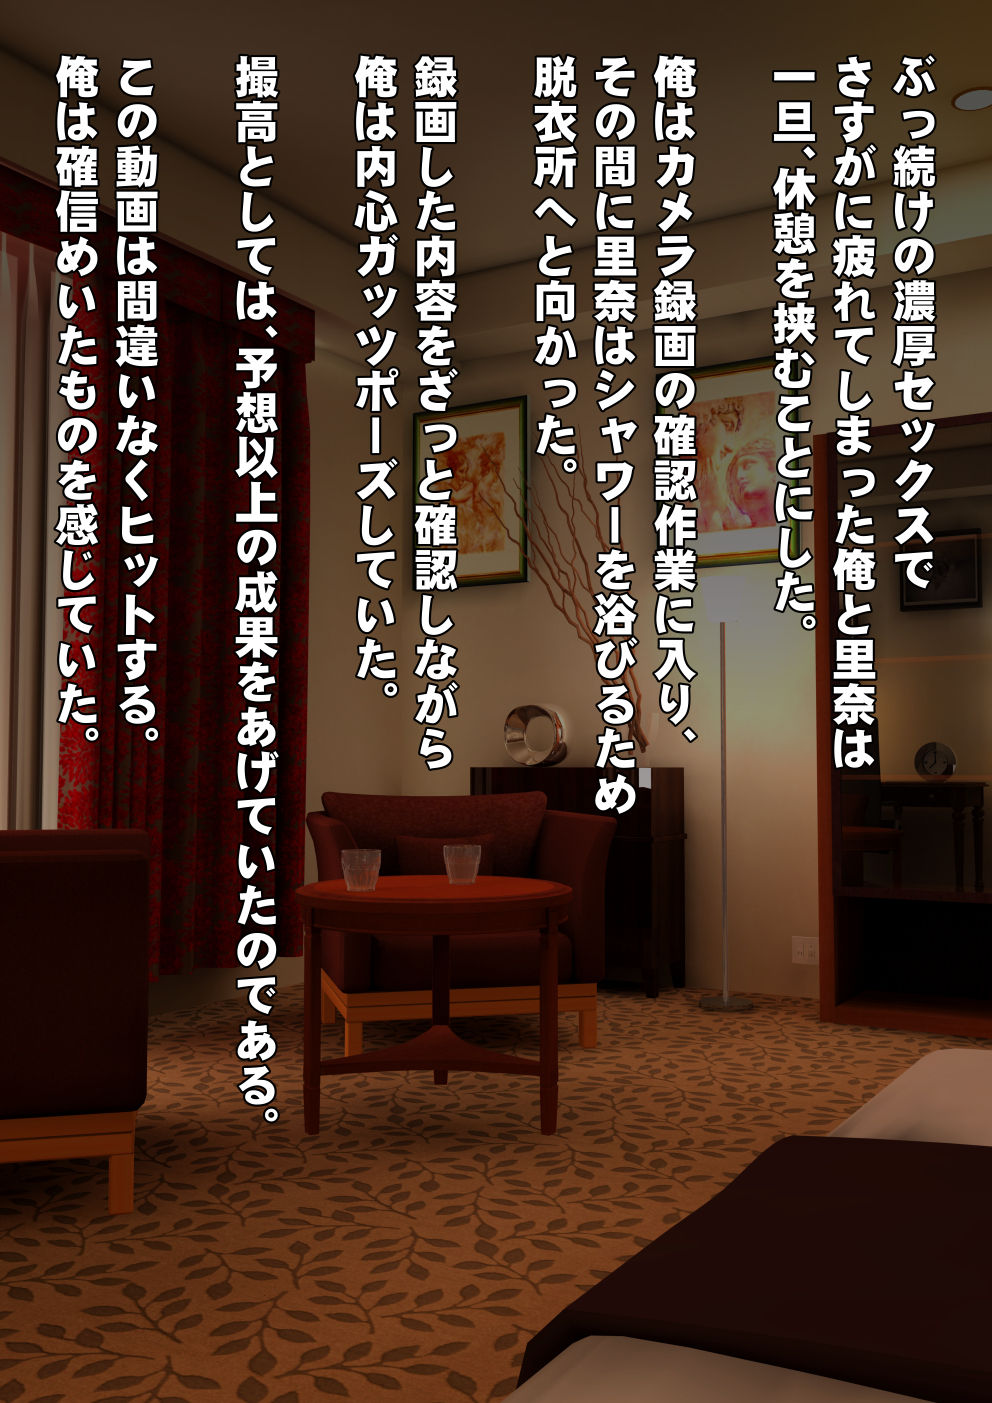 ぶっ続けの濃厚セックスで
さすがに疲れてしまった俺と里奈は
一旦、休憩を挟むことにした。
俺はカメラ録画の確認作業に入り、
その間に里奈はシャワーを浴びるため
脱衣所へと向かった。
録画した内容をざっと確認しながら
俺は内心ガッツポーズしていた。
撮高としては、予想以上の成果をあげていたのである。
この動画は間違いなくヒットする。
俺は確信めいたものを感じていた。